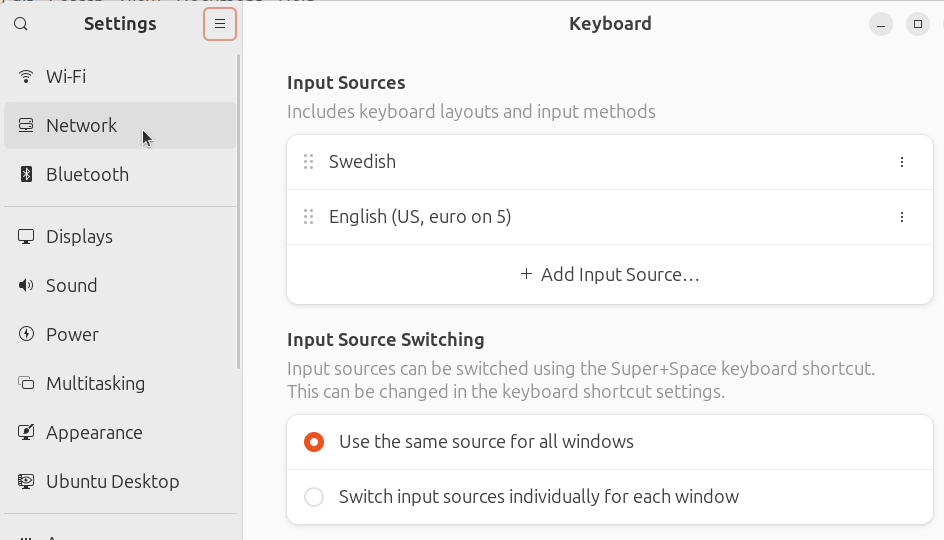 Settings
Keyboard
Wi-Fi
Network
Bluetooth
Displays
Sound
Power
Multitasking
Appearance
Ubuntu Desktop
Input Sources
Includes keyboard layouts and input methods
Swedish
English (US, euro on 5)
+ Add Input Source…
Input Source Switching
Input sources can be switched using the Super+Space keyboard shortcut.
This can be changed in the keyboard shortcut settings.
Use the same source for all windows
Switch input sources individually for each window